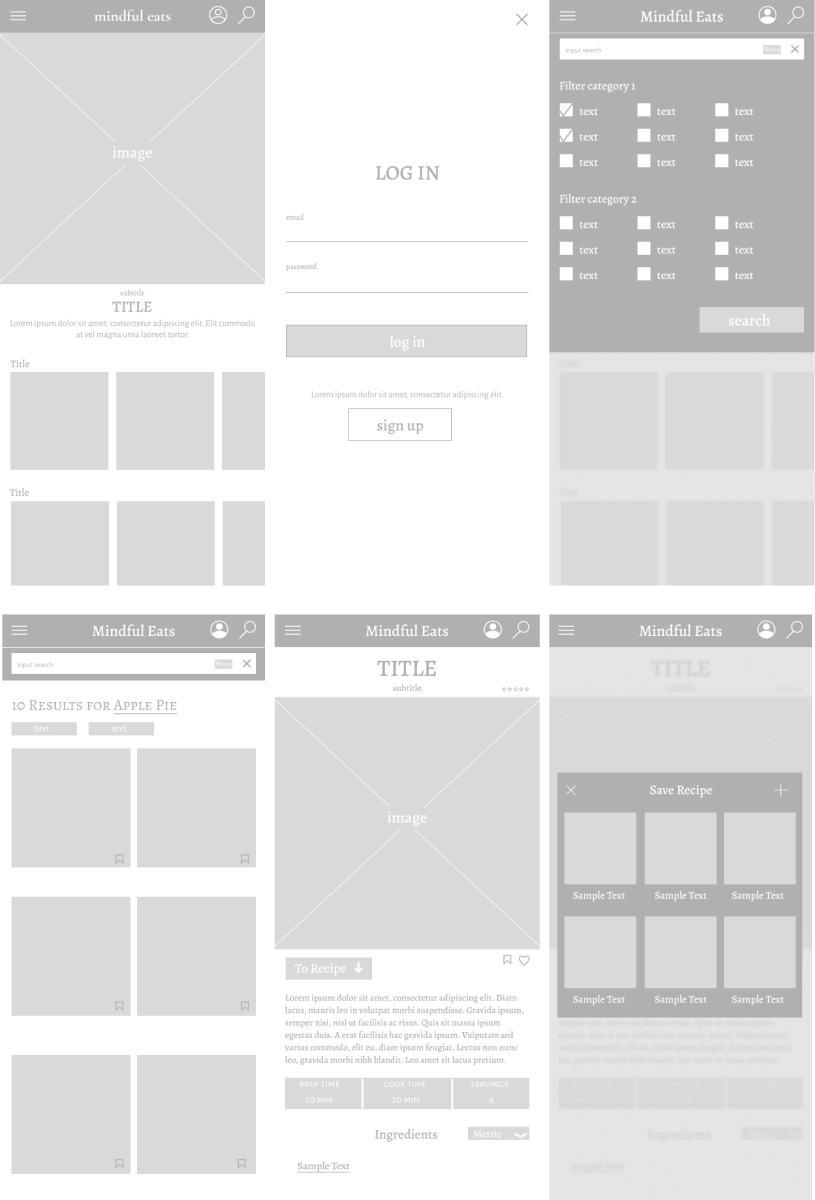 mindful eats
image
subtitle
TITLE
Lorem ipsum dolor sit amet, consectetur adipiscing elit. Elit commodo
at vel magna urna laoreet tortor.
Title
Title
LOG IN
email
password
log in
Lorem ipsum dolor sit amet, consectetur adipiscing elit.
sign up
Mindful Eats
input search
filters
Filter category 1
text text text
text text text
text text text
Filter category 2
text text text
text text text
text text text
search
Title
Title
Mindful Eats
input search
filters
10 Results for Apple Pie
text text
Mindful Eats
TITLE
subtitle
image
To Recipe
Lorem ipsum dolor sit amet, consectetur adipiscing elit. Diam
lacus, mauris leo in volutpat morbi suspendisse. Gravida ipsum,
semper nisi, nisl ut facilisis ac risus. Quis sit massa ipsum
egestas duis. A erat facilisi hac gravida ipsum. Vulputate sed
varius commodo, elit eu, diam ipsum feugiat. Lectus non nunc
leo, gravida morbi nibh blandit. Leo amet sit lacus pretium.
PREP TIME COOK TIME SERVINGS
10 MIN 20 MIN 4
Ingredients Metric
Sample Text
Mindful Eats
TITLE
subtitle
Save Recipe
Sample Text Sample Text Sample Text
Sample Text Sample Text Sample Text
Ingredients Metric
Sample Text